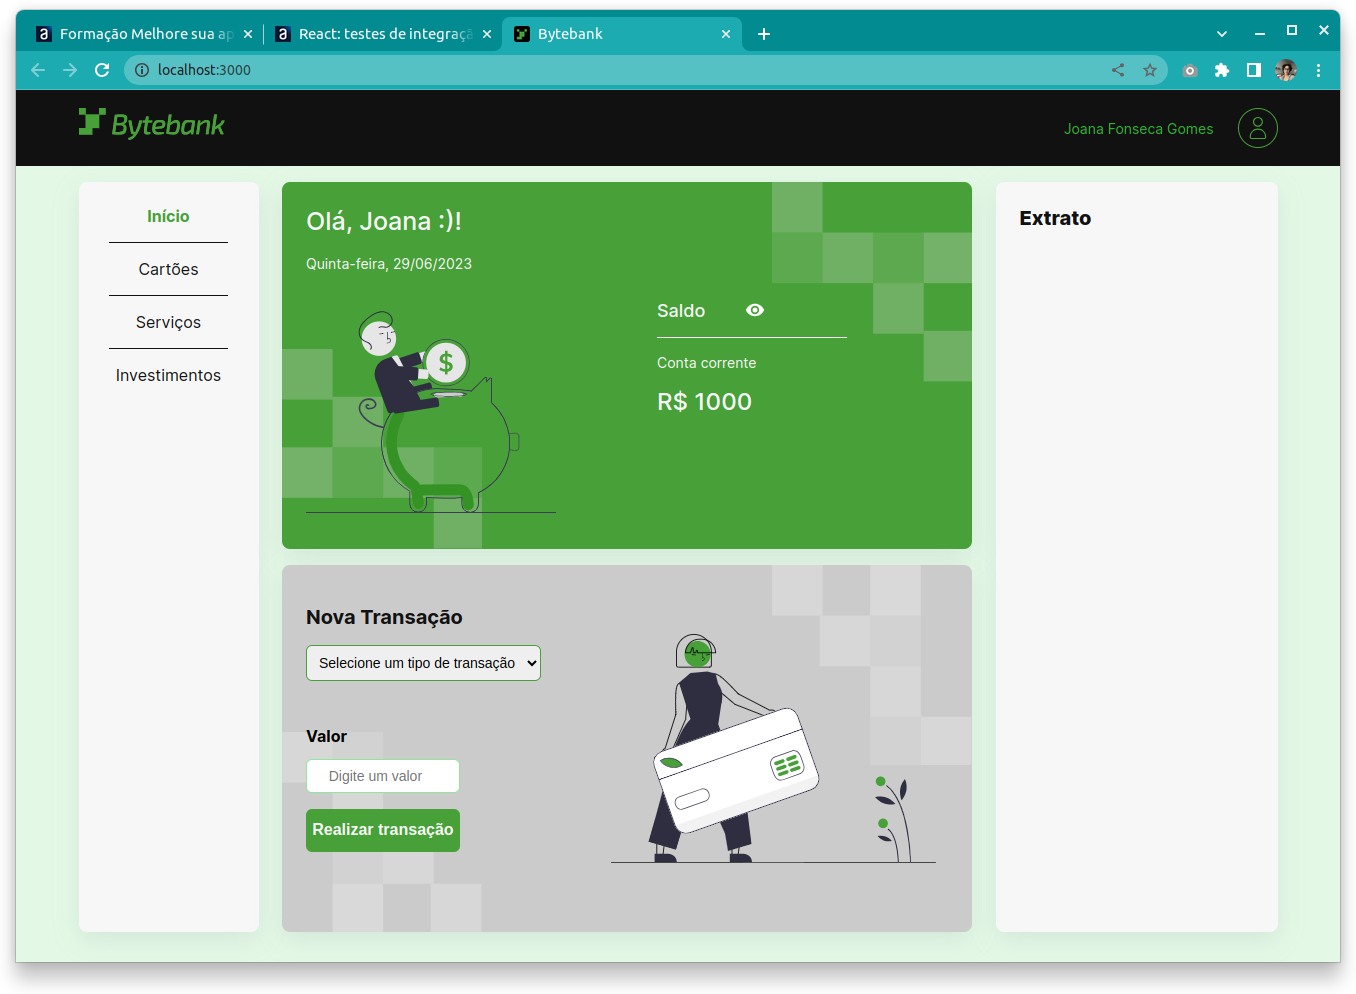 Formação Melhore sua ap
React: testes de integraçã
Bytebank
localhost:3000
Bytebank
Joana Fonseca Gomes
Início
Cartões
Serviços
Investimentos
Olá, Joana :)!
Quinta-feira, 29/06/2023
$
Saldo
Conta corrente
R$ 1000
Nova Transação
Selecione um tipo de transação
Valor
Digite um valor
Realizar transação
Extrato